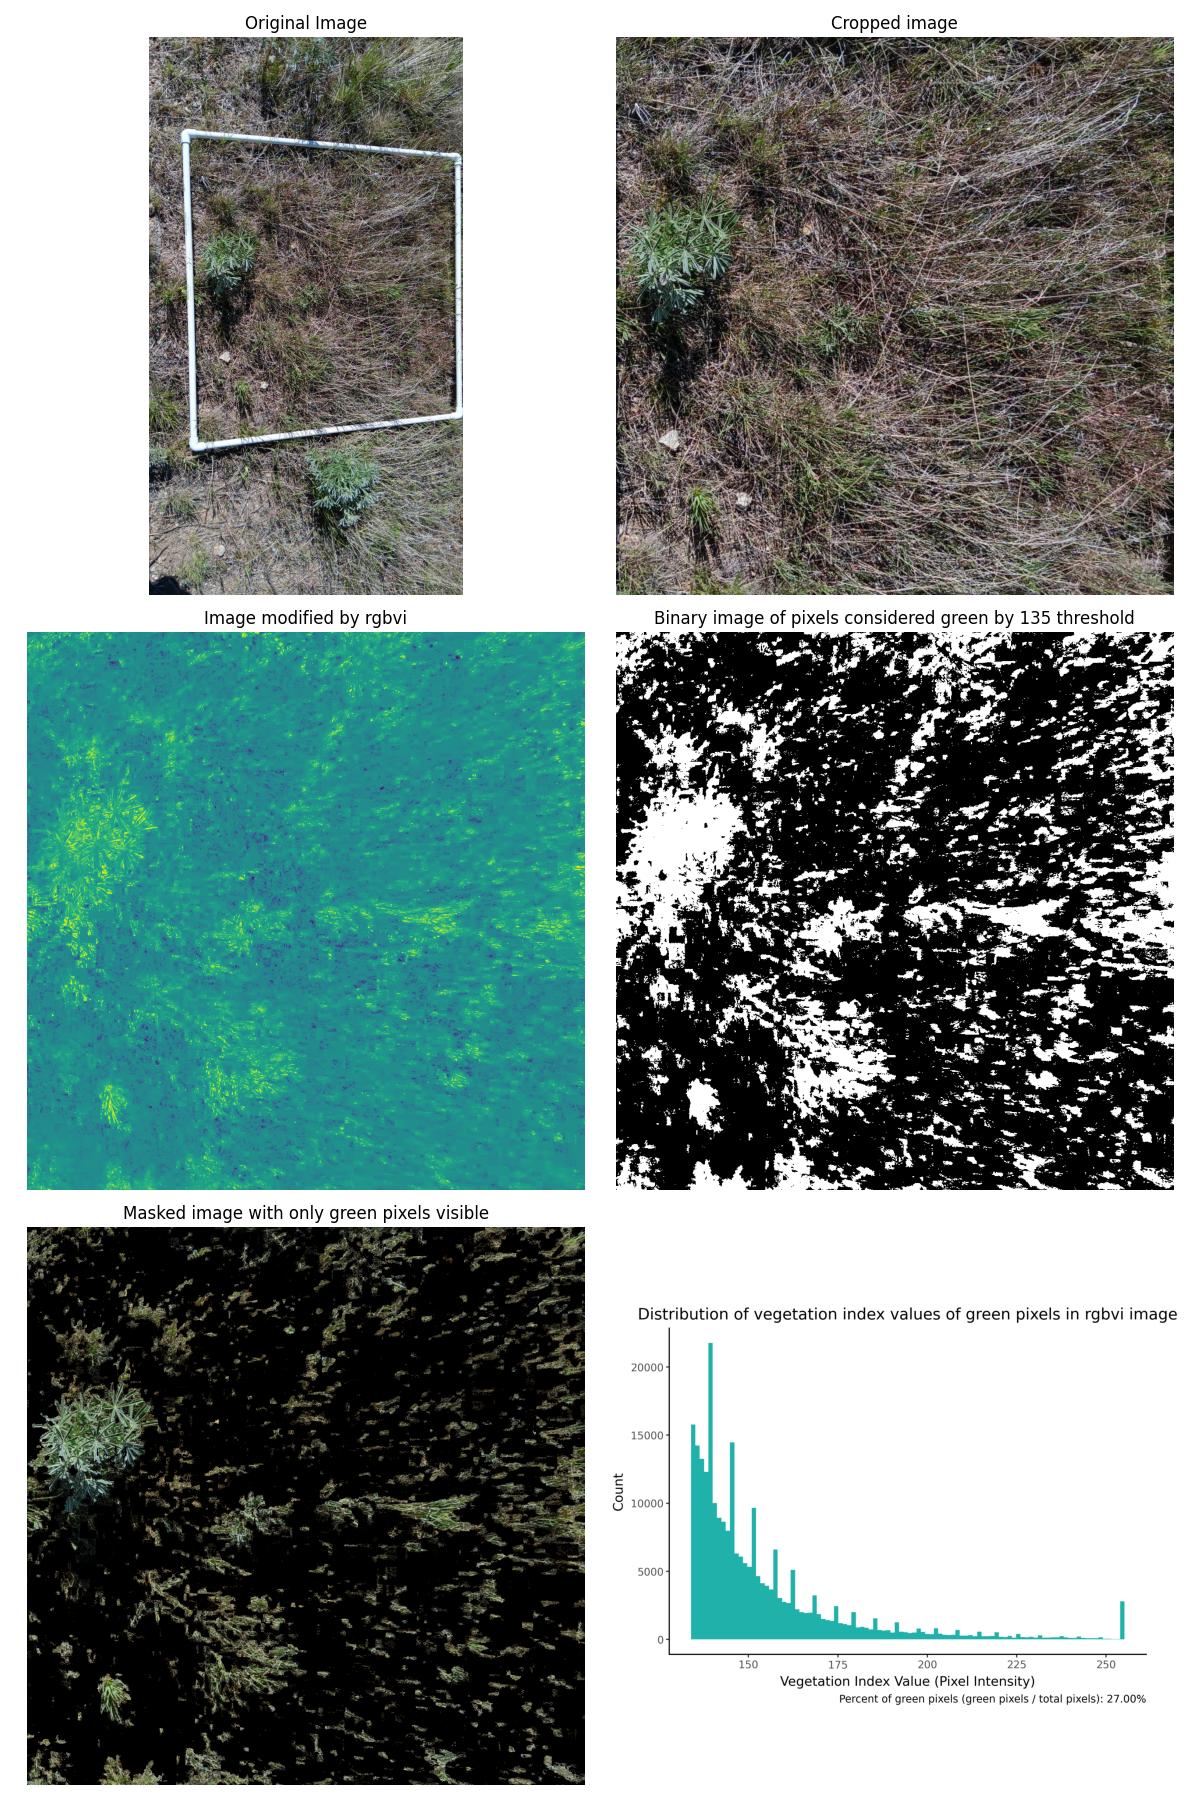 Original Image
Cropped image
Image modified by rgbvi
Binary image of pixels considered green by 135 threshold
Masked image with only green pixels visible
Distribution of vegetation index values of green pixels in rgbvi image
Count
20000
15000
10000
5000
0
150 175 200 225 250
Vegetation Index Value (Pixel Intensity)
Percent of green pixels (green pixels / total pixels): 27.00%